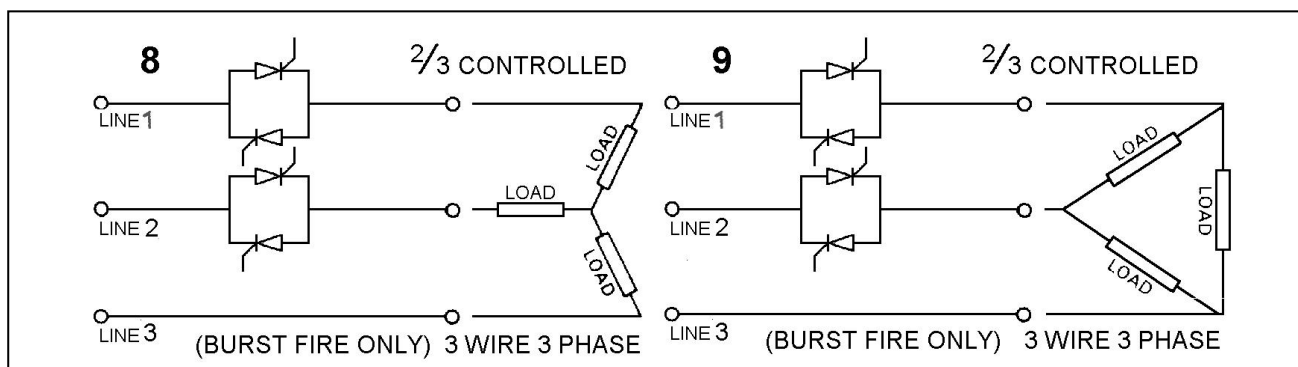 8 2/3 CONTROLLED
LINE 1
LOAD
LOAD
LINE 2
LOAD
LINE 3
(BURST FIRE ONLY) 3 WIRE 3 PHASE
9 2/3 CONTROLLED
LINE 1
LOAD
LOAD
LINE 2
LOAD
LINE 3
(BURST FIRE ONLY) 3 WIRE 3 PHASE